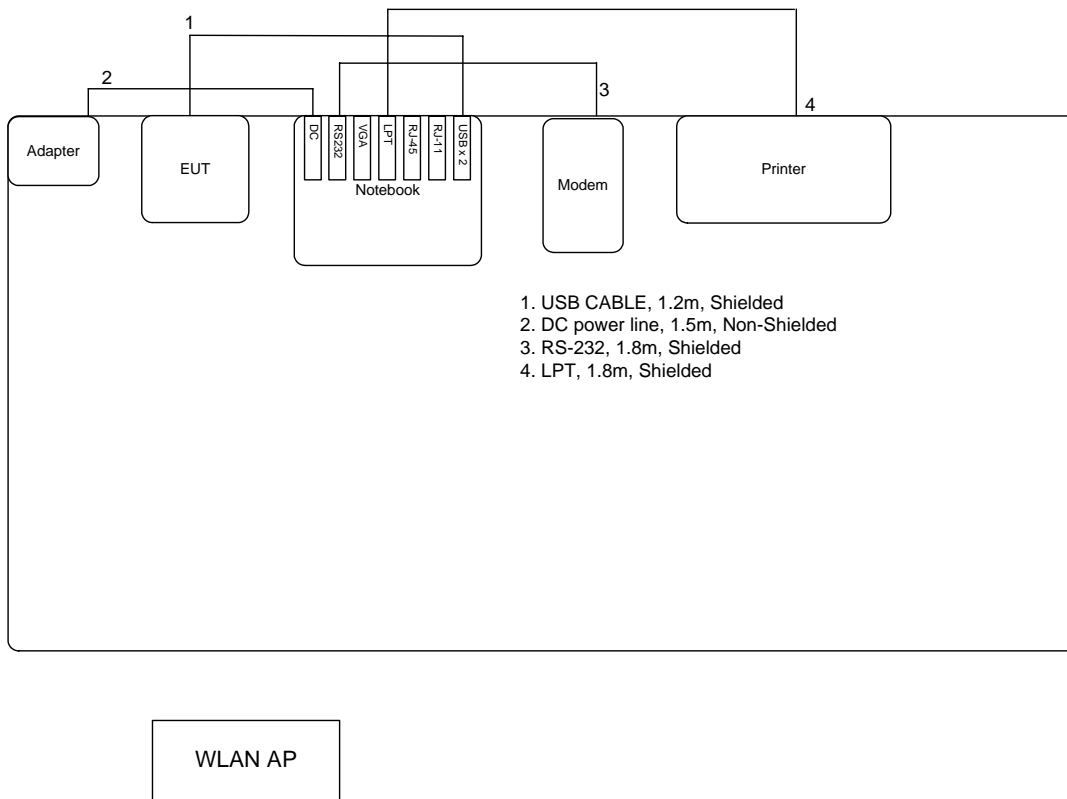 1
2
3
4
Adapter
EUT
DC
RS232
VGA
LPT
RJ-45
RJ-11
USB x 2
Notebook
Modem
Printer
1. USB CABLE, 1.2m, Shielded
2. DC power line, 1.5m, Non-Shielded
3. RS-232, 1.8m, Shielded
4. LPT, 1.8m, Shielded
WLAN AP